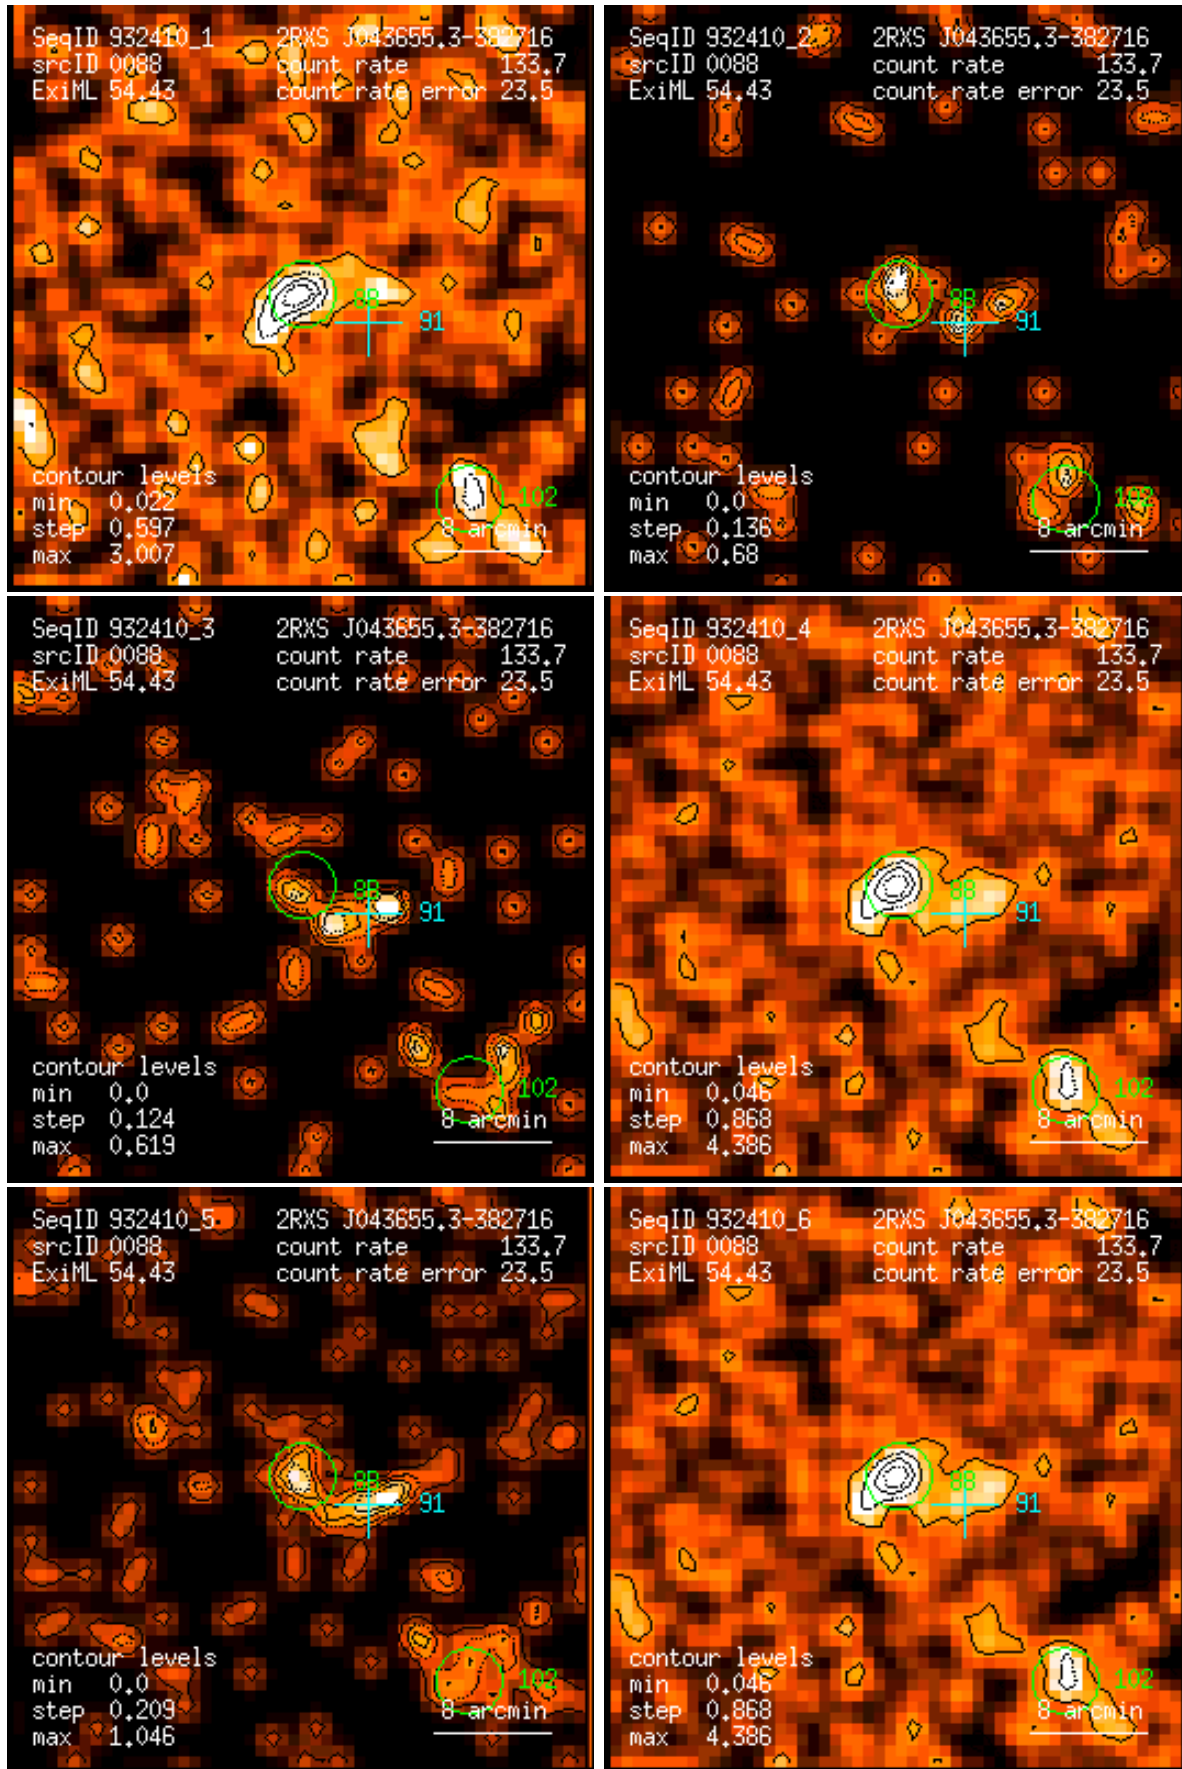 SeqID 932410_1 2RXS J043655.3-382716
srcID 0088 count rate 133.7
ExiML 54.43 count rate error 23.5
88
91
contour levels
min 0.022
102
step 0.597 8 arcmin
max 3.007
SeqID 932410_2 2RXS J043655.3-382716
srcID 0088 count rate 133.7
ExiML 54.43 count rate error 23.5
88
91
contour levels
min 0.0
102
step 0.136 8 arcmin
max 0.68
SeqID 932410_3 2RXS J043655.3-382716
srcID 0088 count rate 133.7
ExiML 54.43 count rate error 23.5
88
91
contour levels
min 0.0
102
step 0.124 8 arcmin
max 0.619
SeqID 932410_4 2RXS J043655.3-382716
srcID 0088 count rate 133.7
ExiML 54.43 count rate error 23.5
88
91
contour levels
min 0.046
102
step 0.868 8 arcmin
max 4.386
SeqID 932410_5 2RXS J043655.3-382716
srcID 0088 count rate 133.7
ExiML 54.43 count rate error 23.5
88
91
contour levels
min 0.0
102
step 0.209 8 arcmin
max 1.046
SeqID 932410_6 2RXS J043655.3-382716
srcID 0088 count rate 133.7
ExiML 54.43 count rate error 23.5
88
91
contour levels
min 0.046
102
step 0.868 8 arcmin
max 4.386